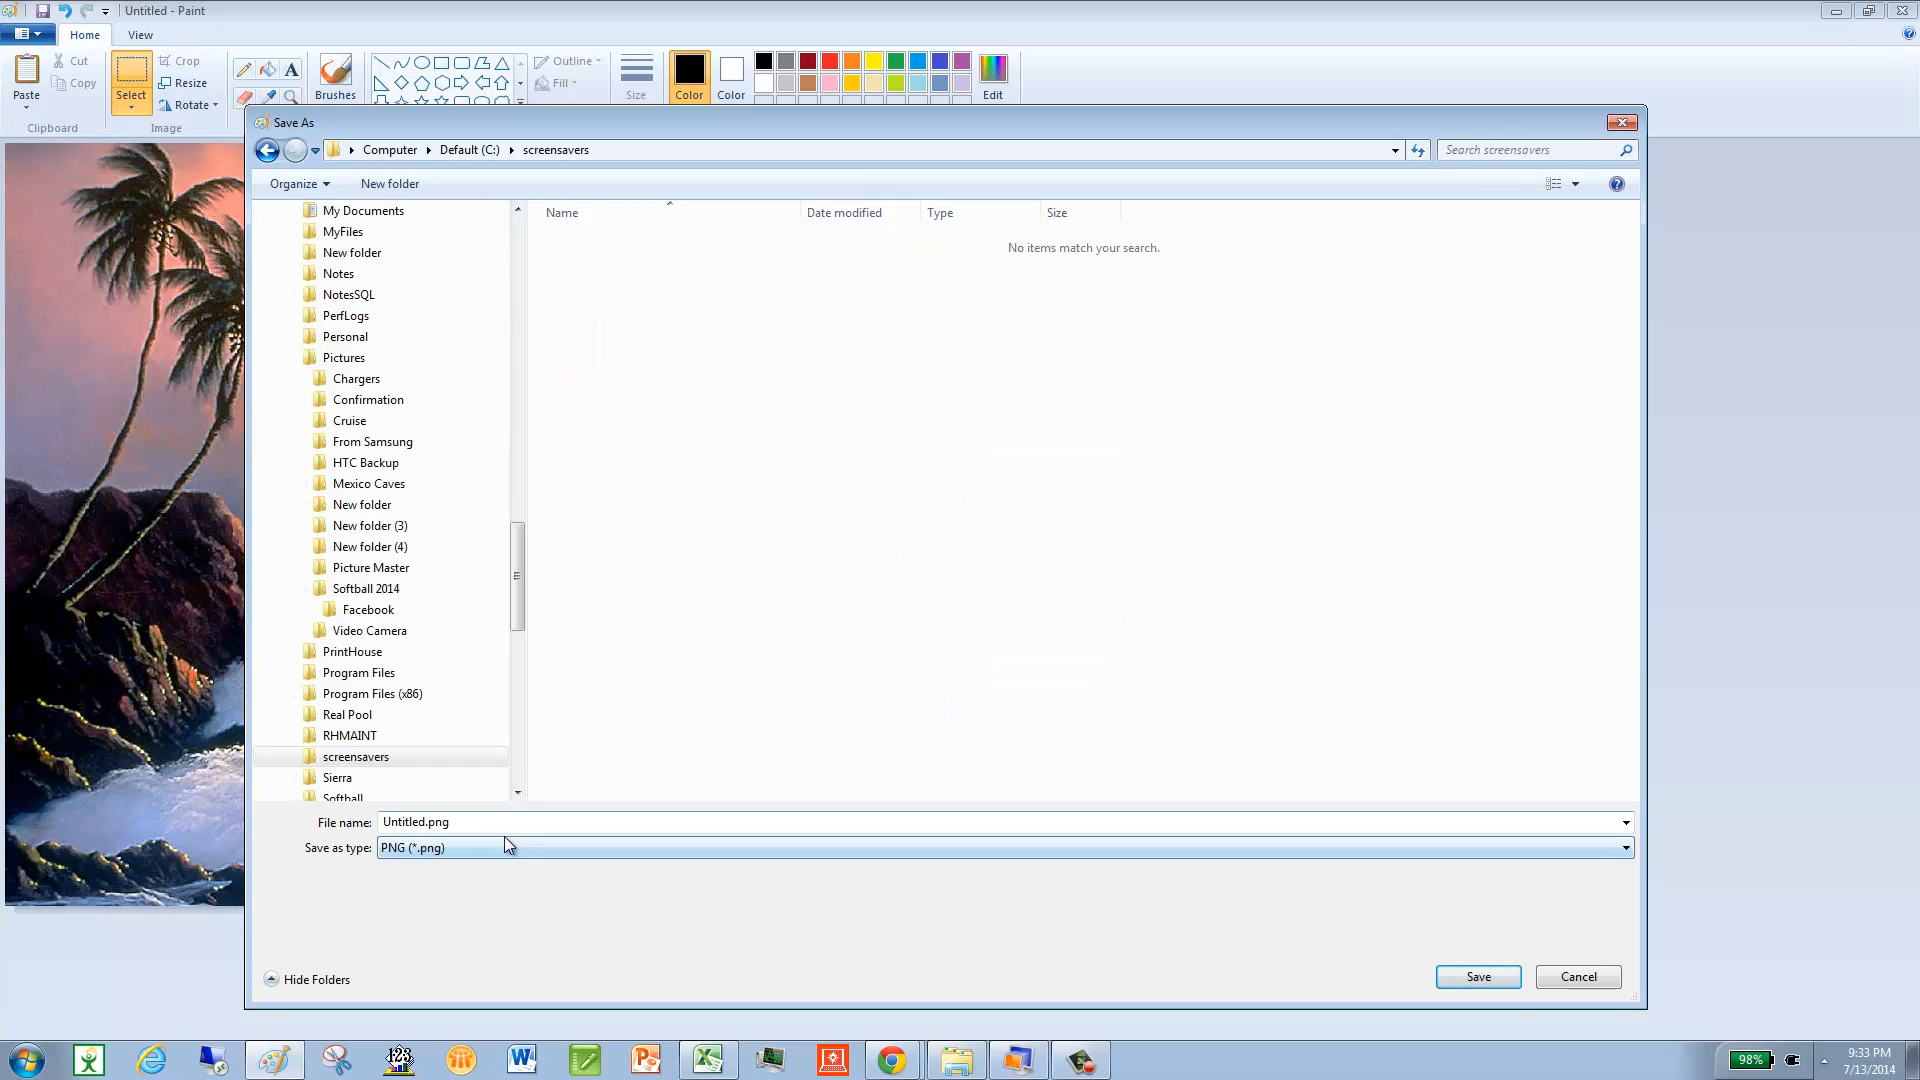 Untitled - Paint
Home
View
Paste
Cut
Copy
Clipboard
Select
Crop
Resize
Rotate
Image
A
Brushes
Outline
Fill
Size
Color
Color
Edit
Save As
Computer
Default (C:)
screensavers
Search screensavers
Organize
New folder
Name
Date modified
Type
Size
No items match your search.
My Documents
MyFiles
New folder
Notes
NotesSQL
PerfLogs
Personal
Pictures
Chargers
Confirmation
Cruise
From Samsung
HTC Backup
Mexico Caves
New folder
New folder (3)
New folder (4)
Picture Master
Softball 2014
Facebook
Video Camera
PrintHouse
Program Files
Program Files (x86)
Real Pool
RHMAINT
screensavers
Sierra
Softball
File name: Untitled.png
Save as type: PNG (*.png)
Hide Folders
Save
Cancel
123
98%
9:33 PM
7/13/2014